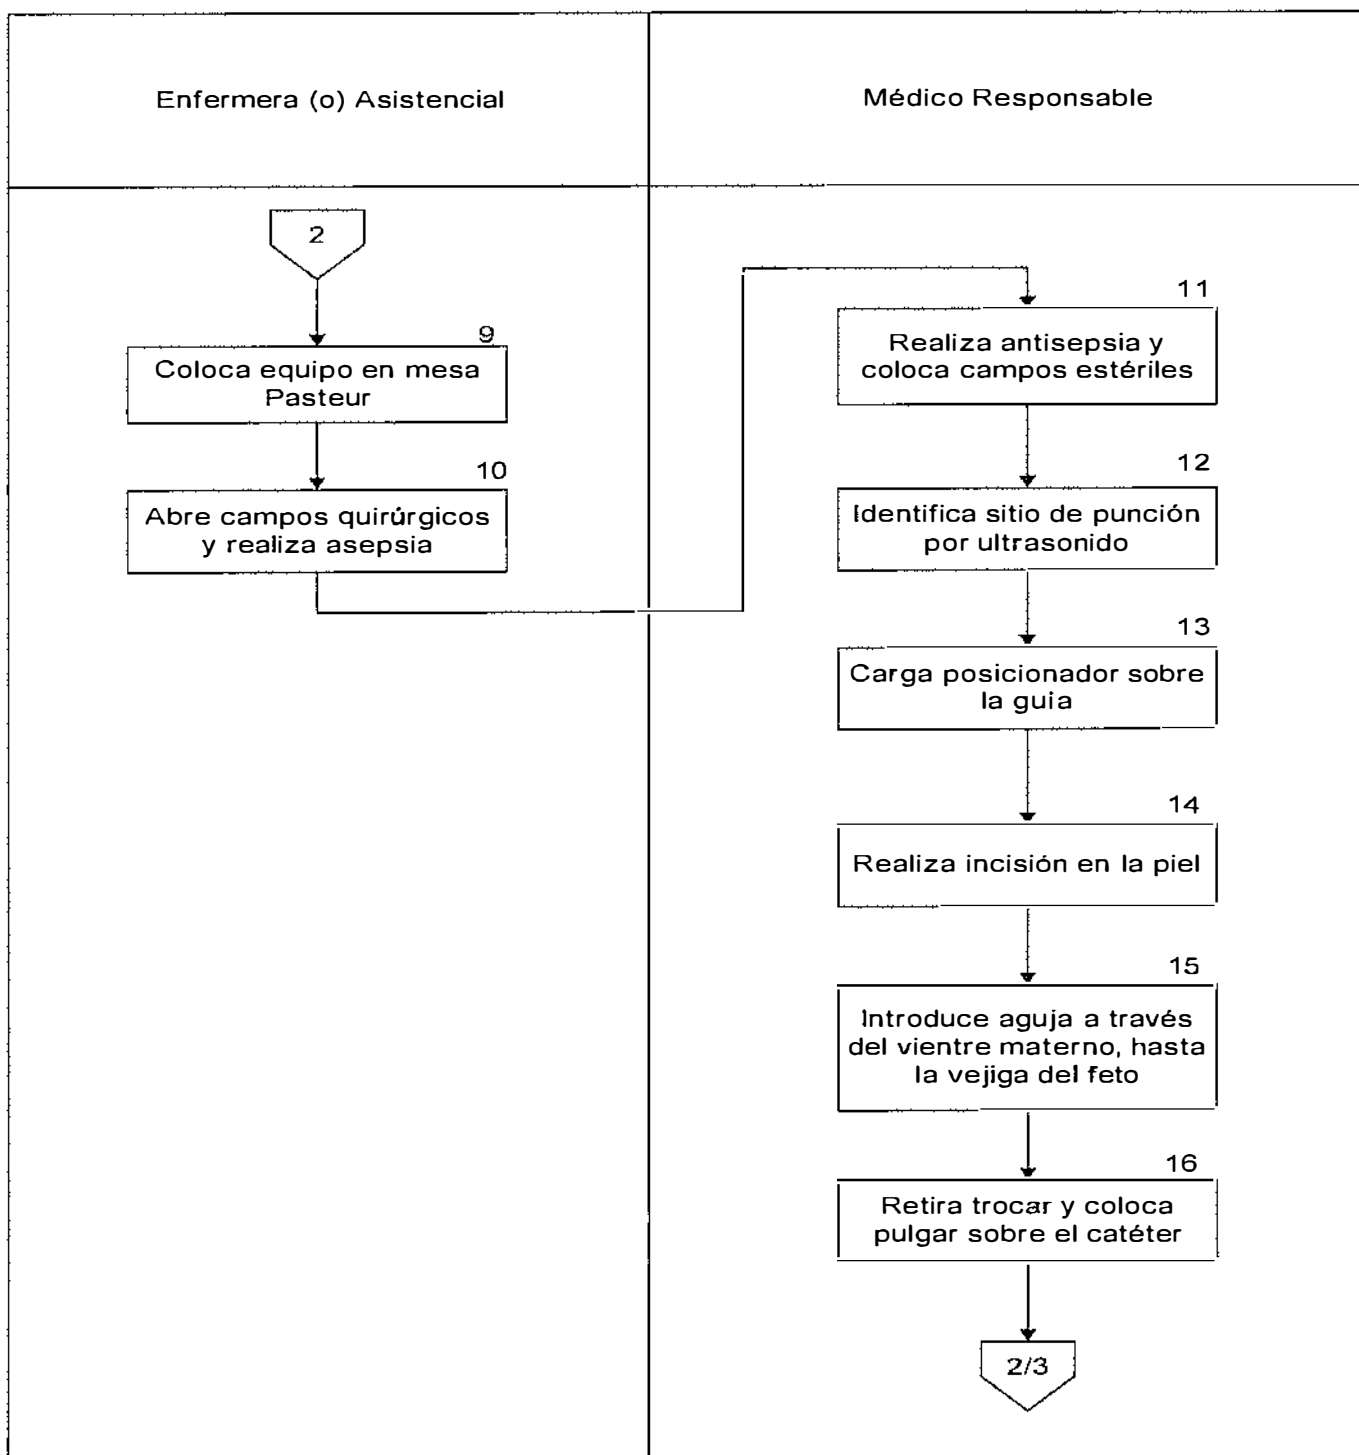 Enfermera (o) Asistencial
Médico Responsable
2
9
Coloca equipo en mesa
Pasteur
10
Abre campos quirúrgicos
y realiza asepsia
11
Realiza antisepsia y
coloca campos estériles
12
Identifica sitio de punción
por ultrasonido
13
Carga posicionador sobre
la guía
14
Realiza incisión en la piel
15
Introduce aguja a través
del vientre materno, hasta
la vejiga del feto
16
Retira trocar y coloca
pulgar sobre el catéter
2/3